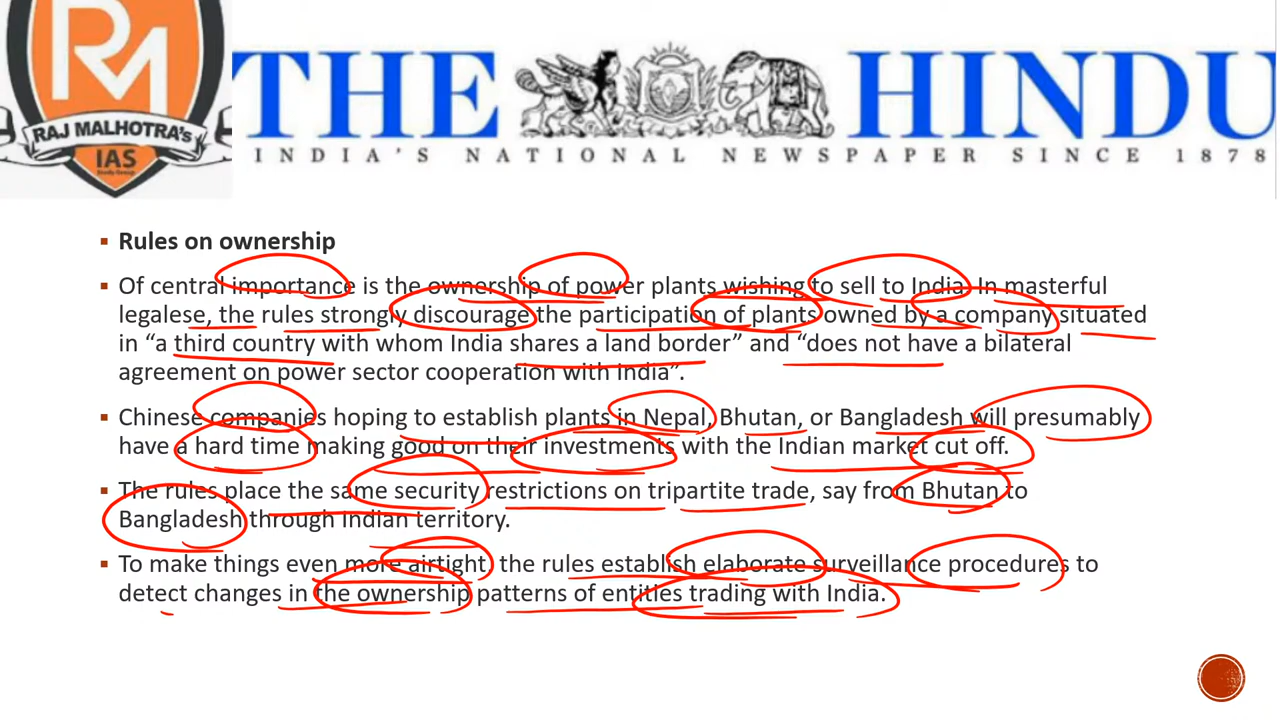 RM
RAJ MALHOTRA's
IAS
Study Group
THE HINDU
INDIA'S NATIONAL NEWSPAPER SINCE 1878
▪ Rules on ownership
▪ Of central importance is the ownership of power plants wishing to sell to India. In masterful
legalese, the rules strongly discourage the participation of plants owned by a company situated
in “a third country with whom India shares a land border” and “does not have a bilateral
agreement on power sector cooperation with India”.
▪ Chinese companies hoping to establish plants in Nepal, Bhutan, or Bangladesh will presumably
have a hard time making good on their investments with the Indian market cut off.
▪ The rules place the same security restrictions on tripartite trade, say from Bhutan to
Bangladesh through Indian territory.
▪ To make things even more airtight, the rules establish elaborate surveillance procedures to
detect changes in the ownership patterns of entities trading with India.